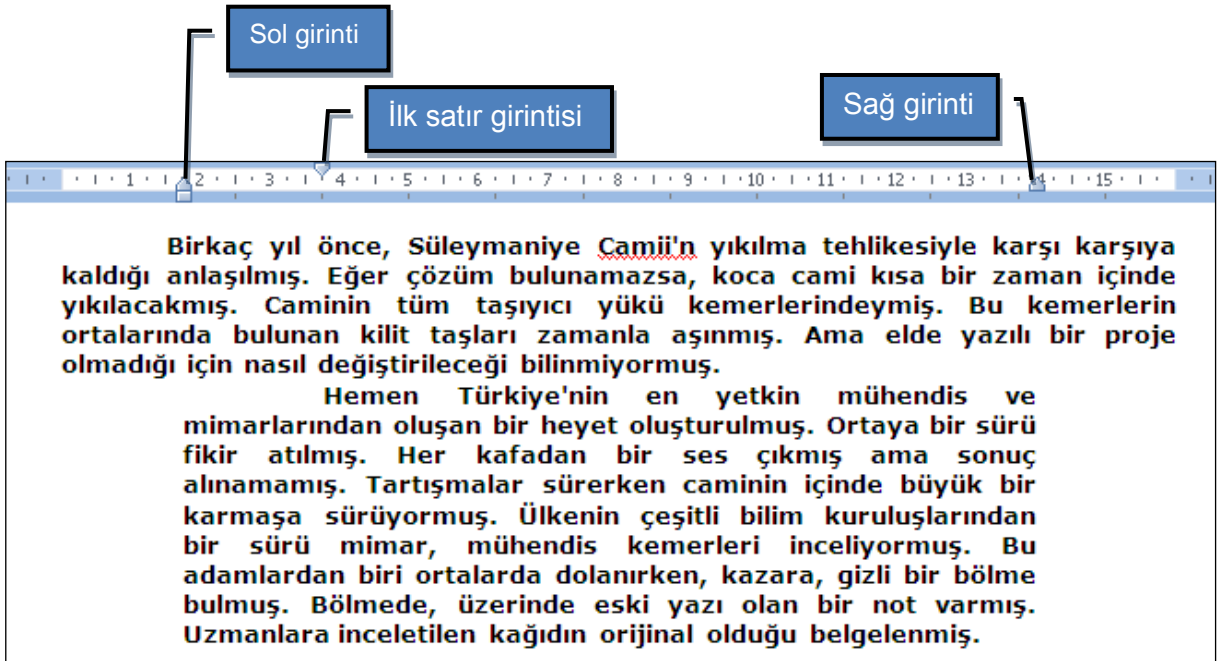 Sol girinti
İlk satır girintisi
Sağ girinti
1 2 3 4 5 6 7 8 9 10 11 12 13 14 15
Birkaç yıl önce, Süleymaniye Camii'n yıkılma tehlikesiyle karşı karşıya
kaldığı anlaşılmış. Eğer çözüm bulunamazsa, koca cami kısa bir zaman içinde
yıkılacakmış. Caminin tüm taşıyıcı yükü kemerlerindeymiş. Bu kemerlerin
ortalarında bulunan kilit taşları zamanla aşınmış. Ama elde yazılı bir proje
olmadığı için nasıl değiştirileceği bilinmiyormuş.
Hemen Türkiye'nin en yetkin mühendis ve
mimarlarından oluşan bir heyet oluşturulmuş. Ortaya bir sürü
fikir atılmış. Her kafadan bir ses çıkmış ama sonuç
alınamamış. Tartışmalar sürerken caminin içinde büyük bir
karmaşa sürüyormuş. Ülkenin çeşitli bilim kuruluşlarından
bir sürü mimar, mühendis kemerleri inceliyormuş. Bu
adamlardan biri ortalarda dolanırken, kazara, gizli bir bölme
bulmuş. Bölmede, üzerinde eski yazı olan bir not varmış.
Uzmanlara inceletilen kağıdın orijinal olduğu belgelenmiş.